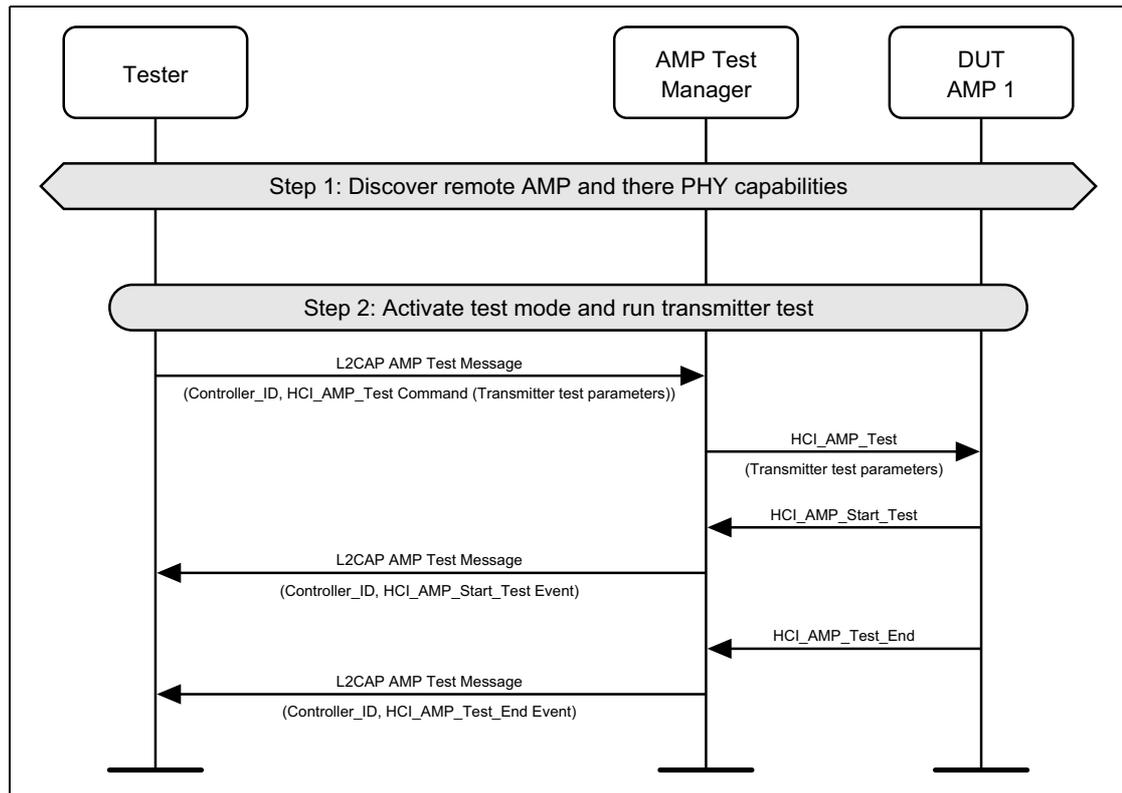 Tester
AMP Test
Manager
DUT
AMP 1
Step 1: Discover remote AMP and there PHY capabilities
Step 2: Activate test mode and run transmitter test
L2CAP AMP Test Message
(Controller_ID, HCI_AMP_Test Command (Transmitter test parameters))
HCI_AMP_Test
(Transmitter test parameters)
HCI_AMP_Start_Test
L2CAP AMP Test Message
(Controller_ID, HCI_AMP_Start_Test Event)
HCI_AMP_Test_End
L2CAP AMP Test Message
(Controller_ID, HCI_AMP_Test_End Event)